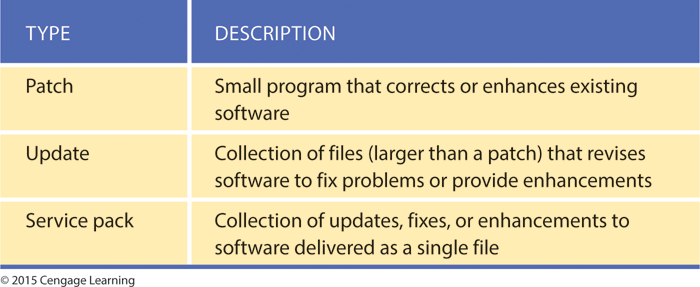 TYPE DESCRIPTION
Patch Small program that corrects or enhances existing
software
Update Collection of files (larger than a patch) that revises
software to fix problems or provide enhancements
Service pack Collection of updates, fixes, or enhancements to
software delivered as a single file
© 2015 Cengage Learning